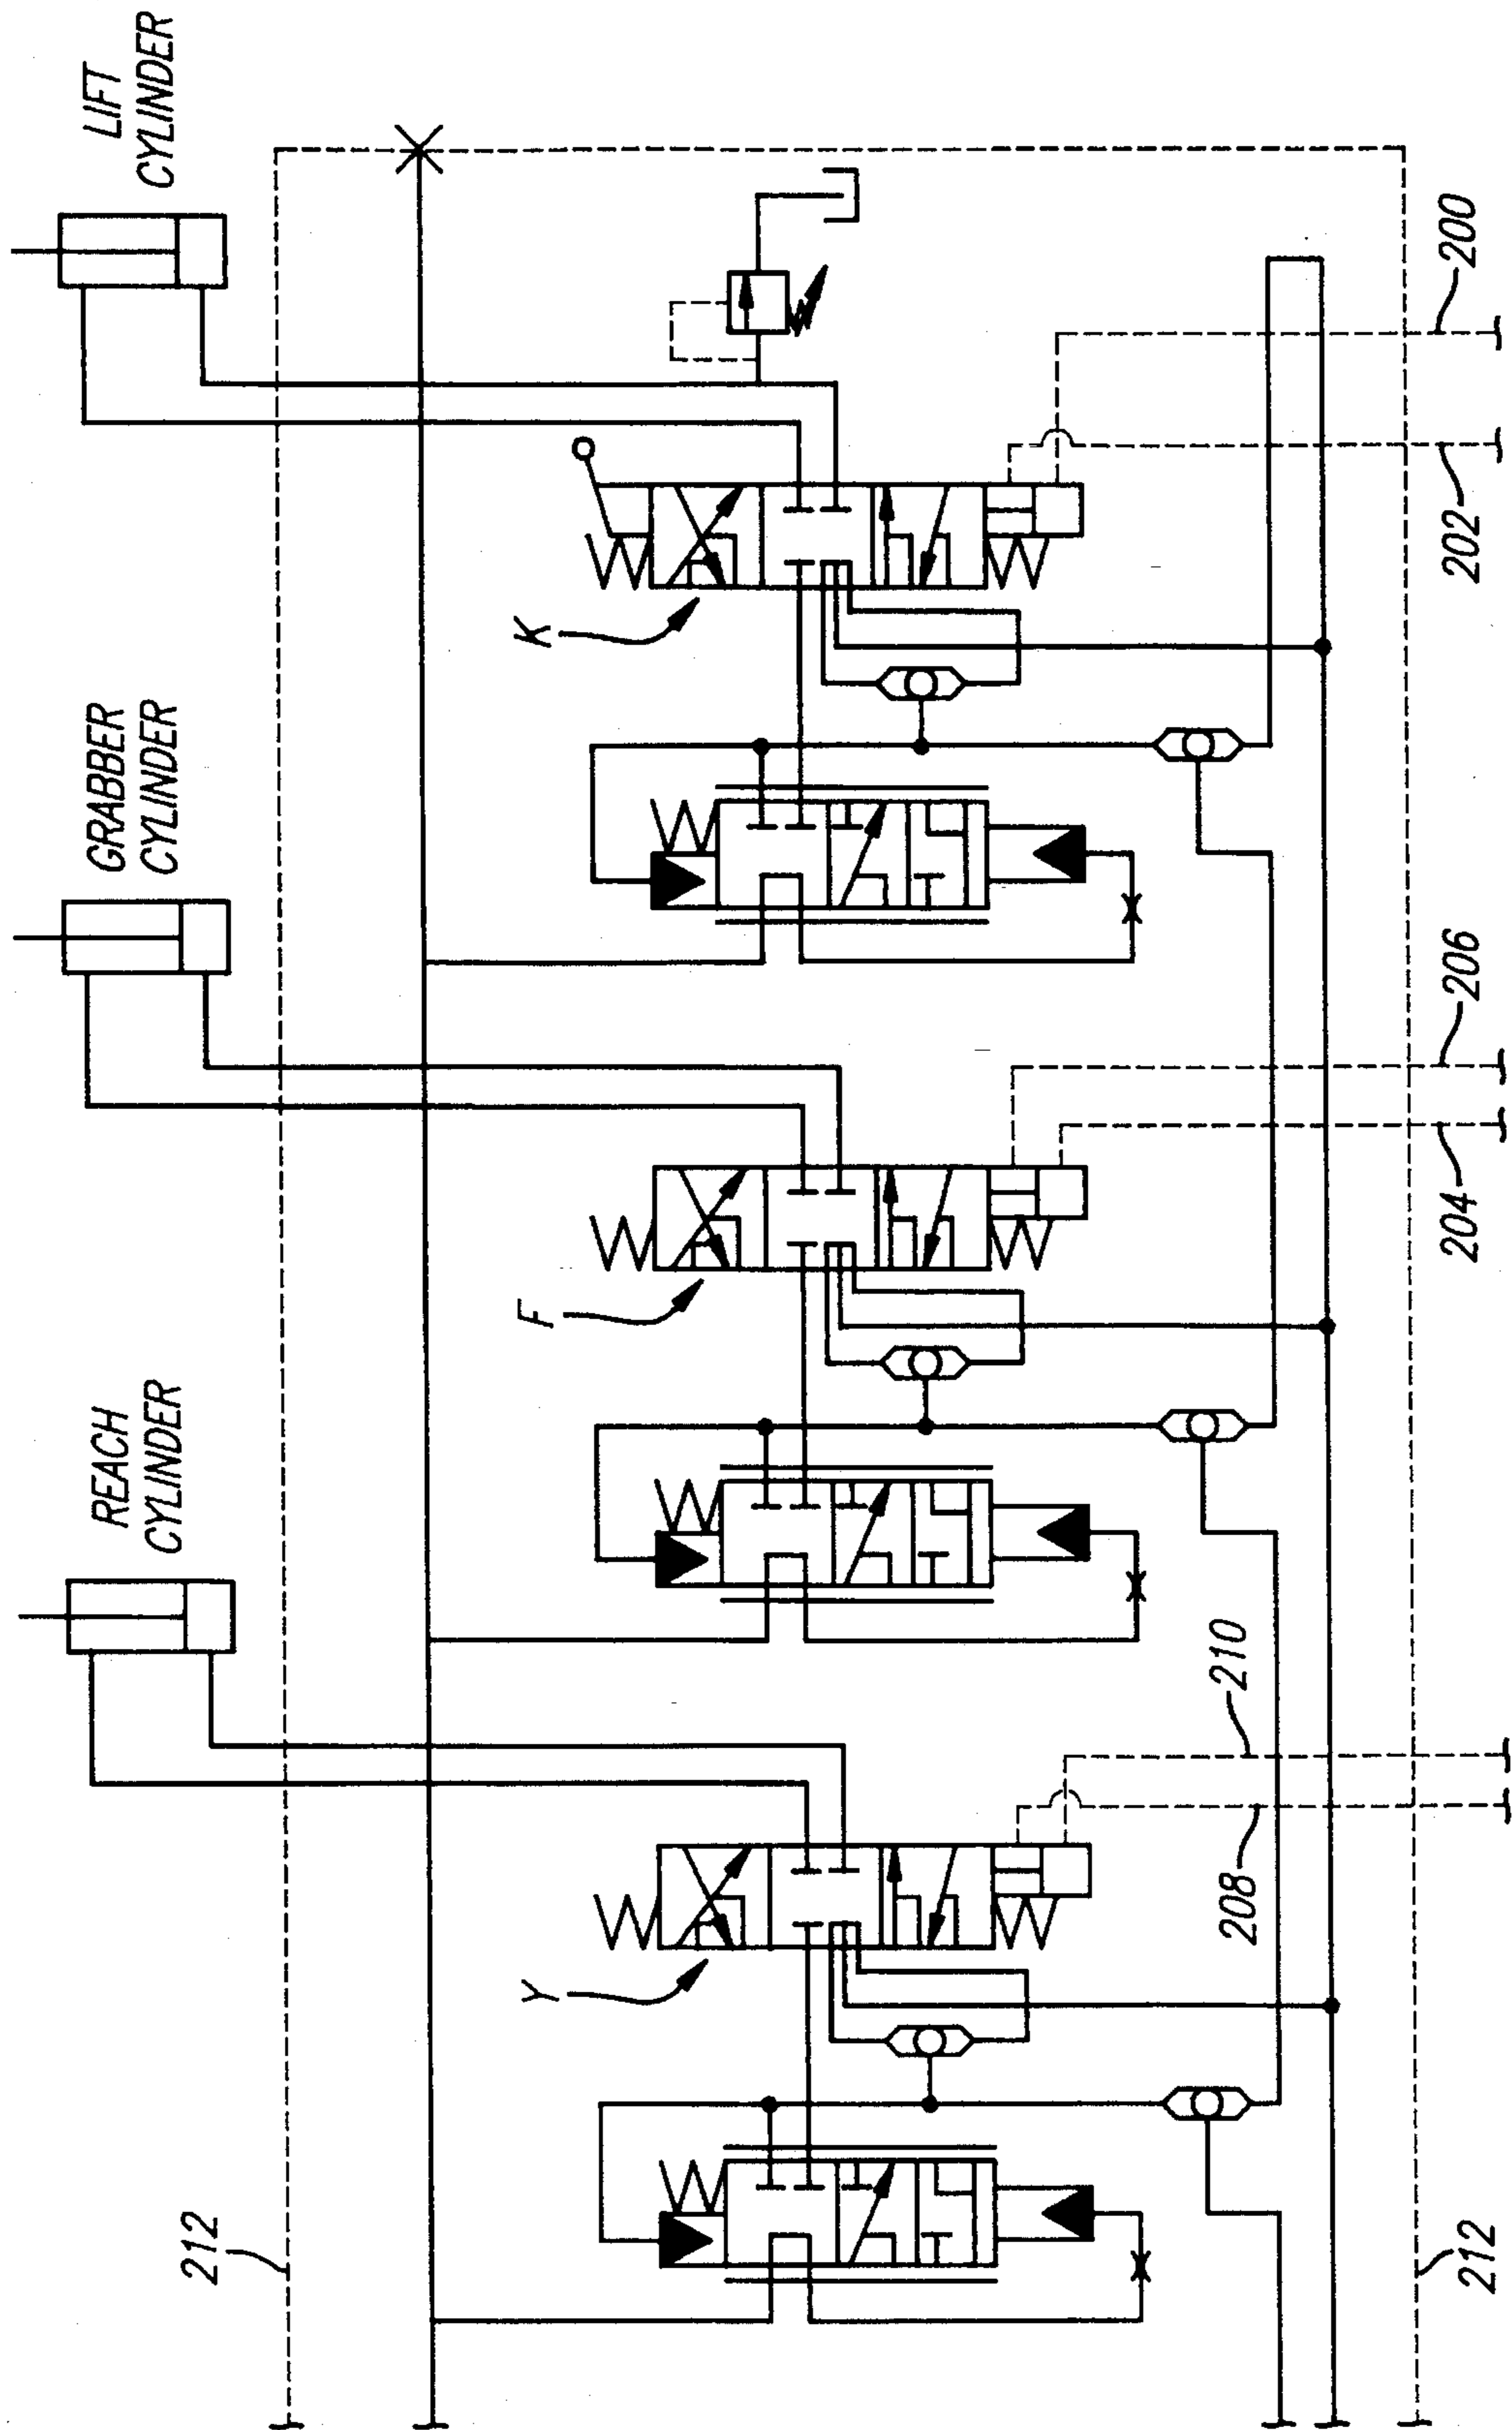 REACH
CYLINDER
GRABBER
CYLINDER
LIFT
CYLINDER
212
Y
F
K
208
210
204
206
202
200
212